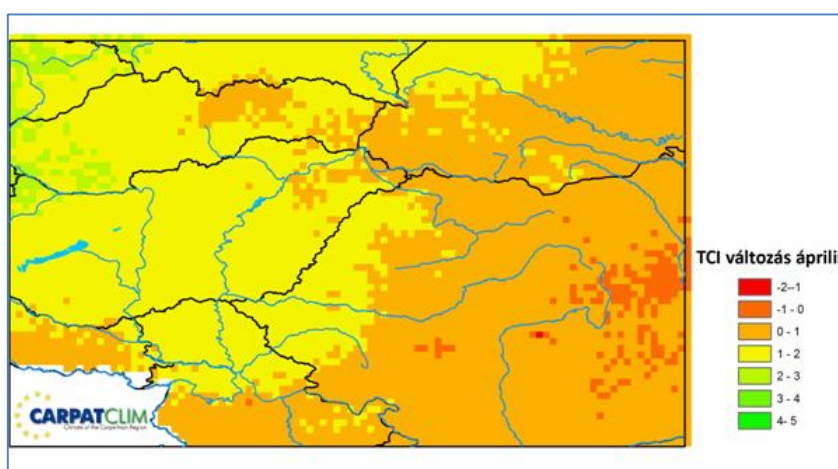 TCI változás április
-2--1
-1 - 0
0 - 1
1 - 2
2 - 3
3 - 4
4- 5
CARPATCLIM
Climate of the Carpathian Region